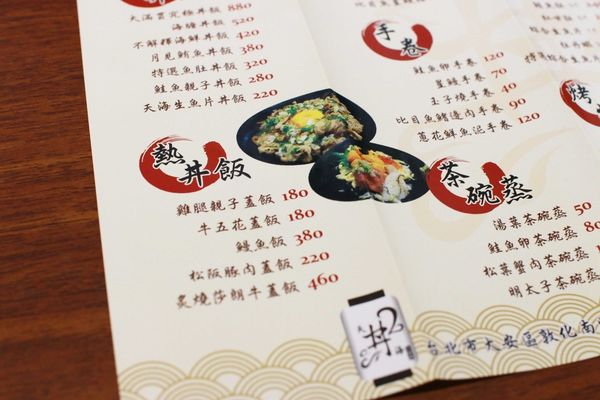 大滿貫究極丼飯 880
海膽丼飯 520
不解釋海鮮丼飯 420
月見鮪魚丼飯 380
特選魚肚丼飯 320
鮭魚親子丼飯 280
天海生魚片丼飯 220
熱丼飯
雞腿親子蓋飯 180
牛五花蓋飯 180
鰻魚飯 380
松阪豚肉蓋飯 220
炙燒莎朗牛蓋飯 460
手卷
鮭魚卵手卷 120
星鰻手卷 70
玉子燒手卷 40
比目魚鰭邊肉手卷 90
蔥花鮮魚泥手卷 120
茶碗蒸
湯葉茶碗蒸 50
鮭魚卵茶碗蒸
松葉蟹肉茶碗蒸
明太子茶碗蒸
烤
丼2
台北市大安區敦化南